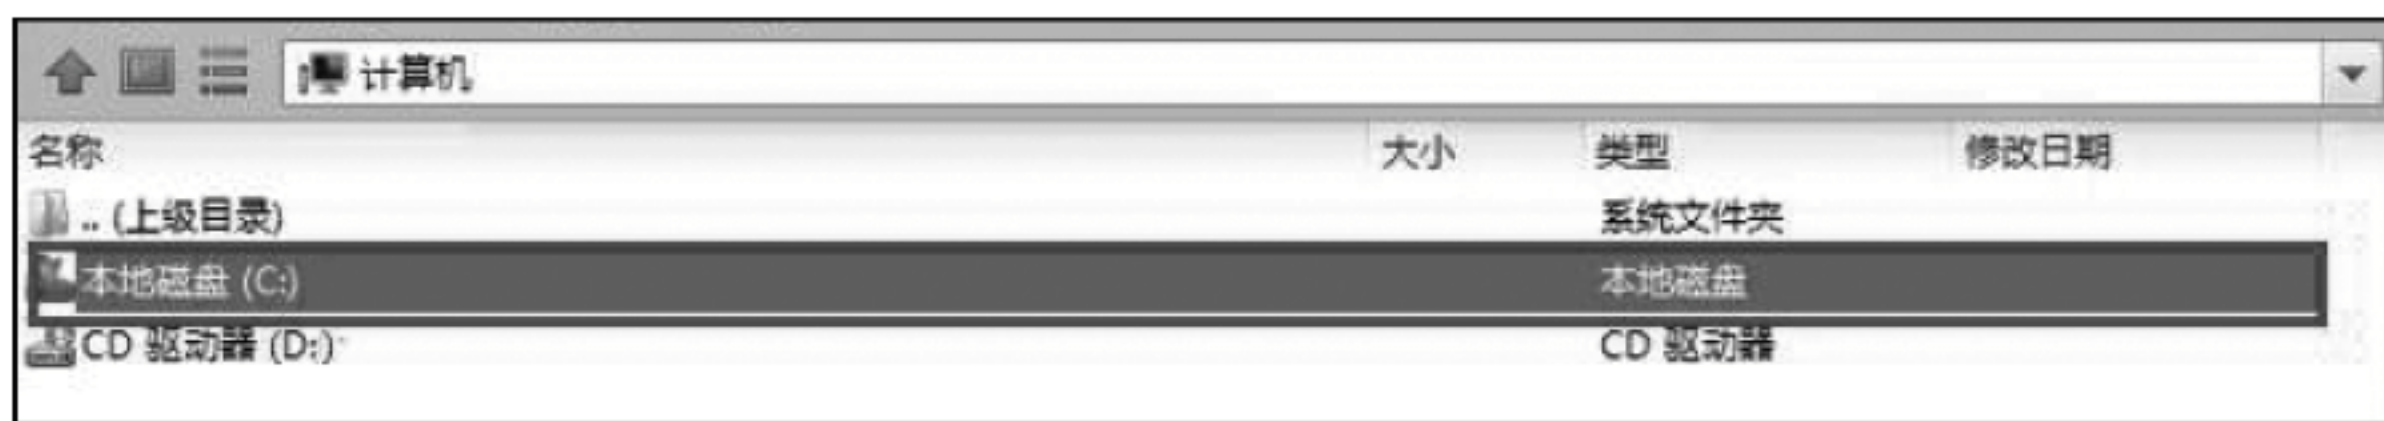 计算机
名称 大小 类型 修改日期
.. (上级目录) 系统文件夹
本地磁盘 (C:) 本地磁盘
CD 驱动器 (D:) CD 驱动器